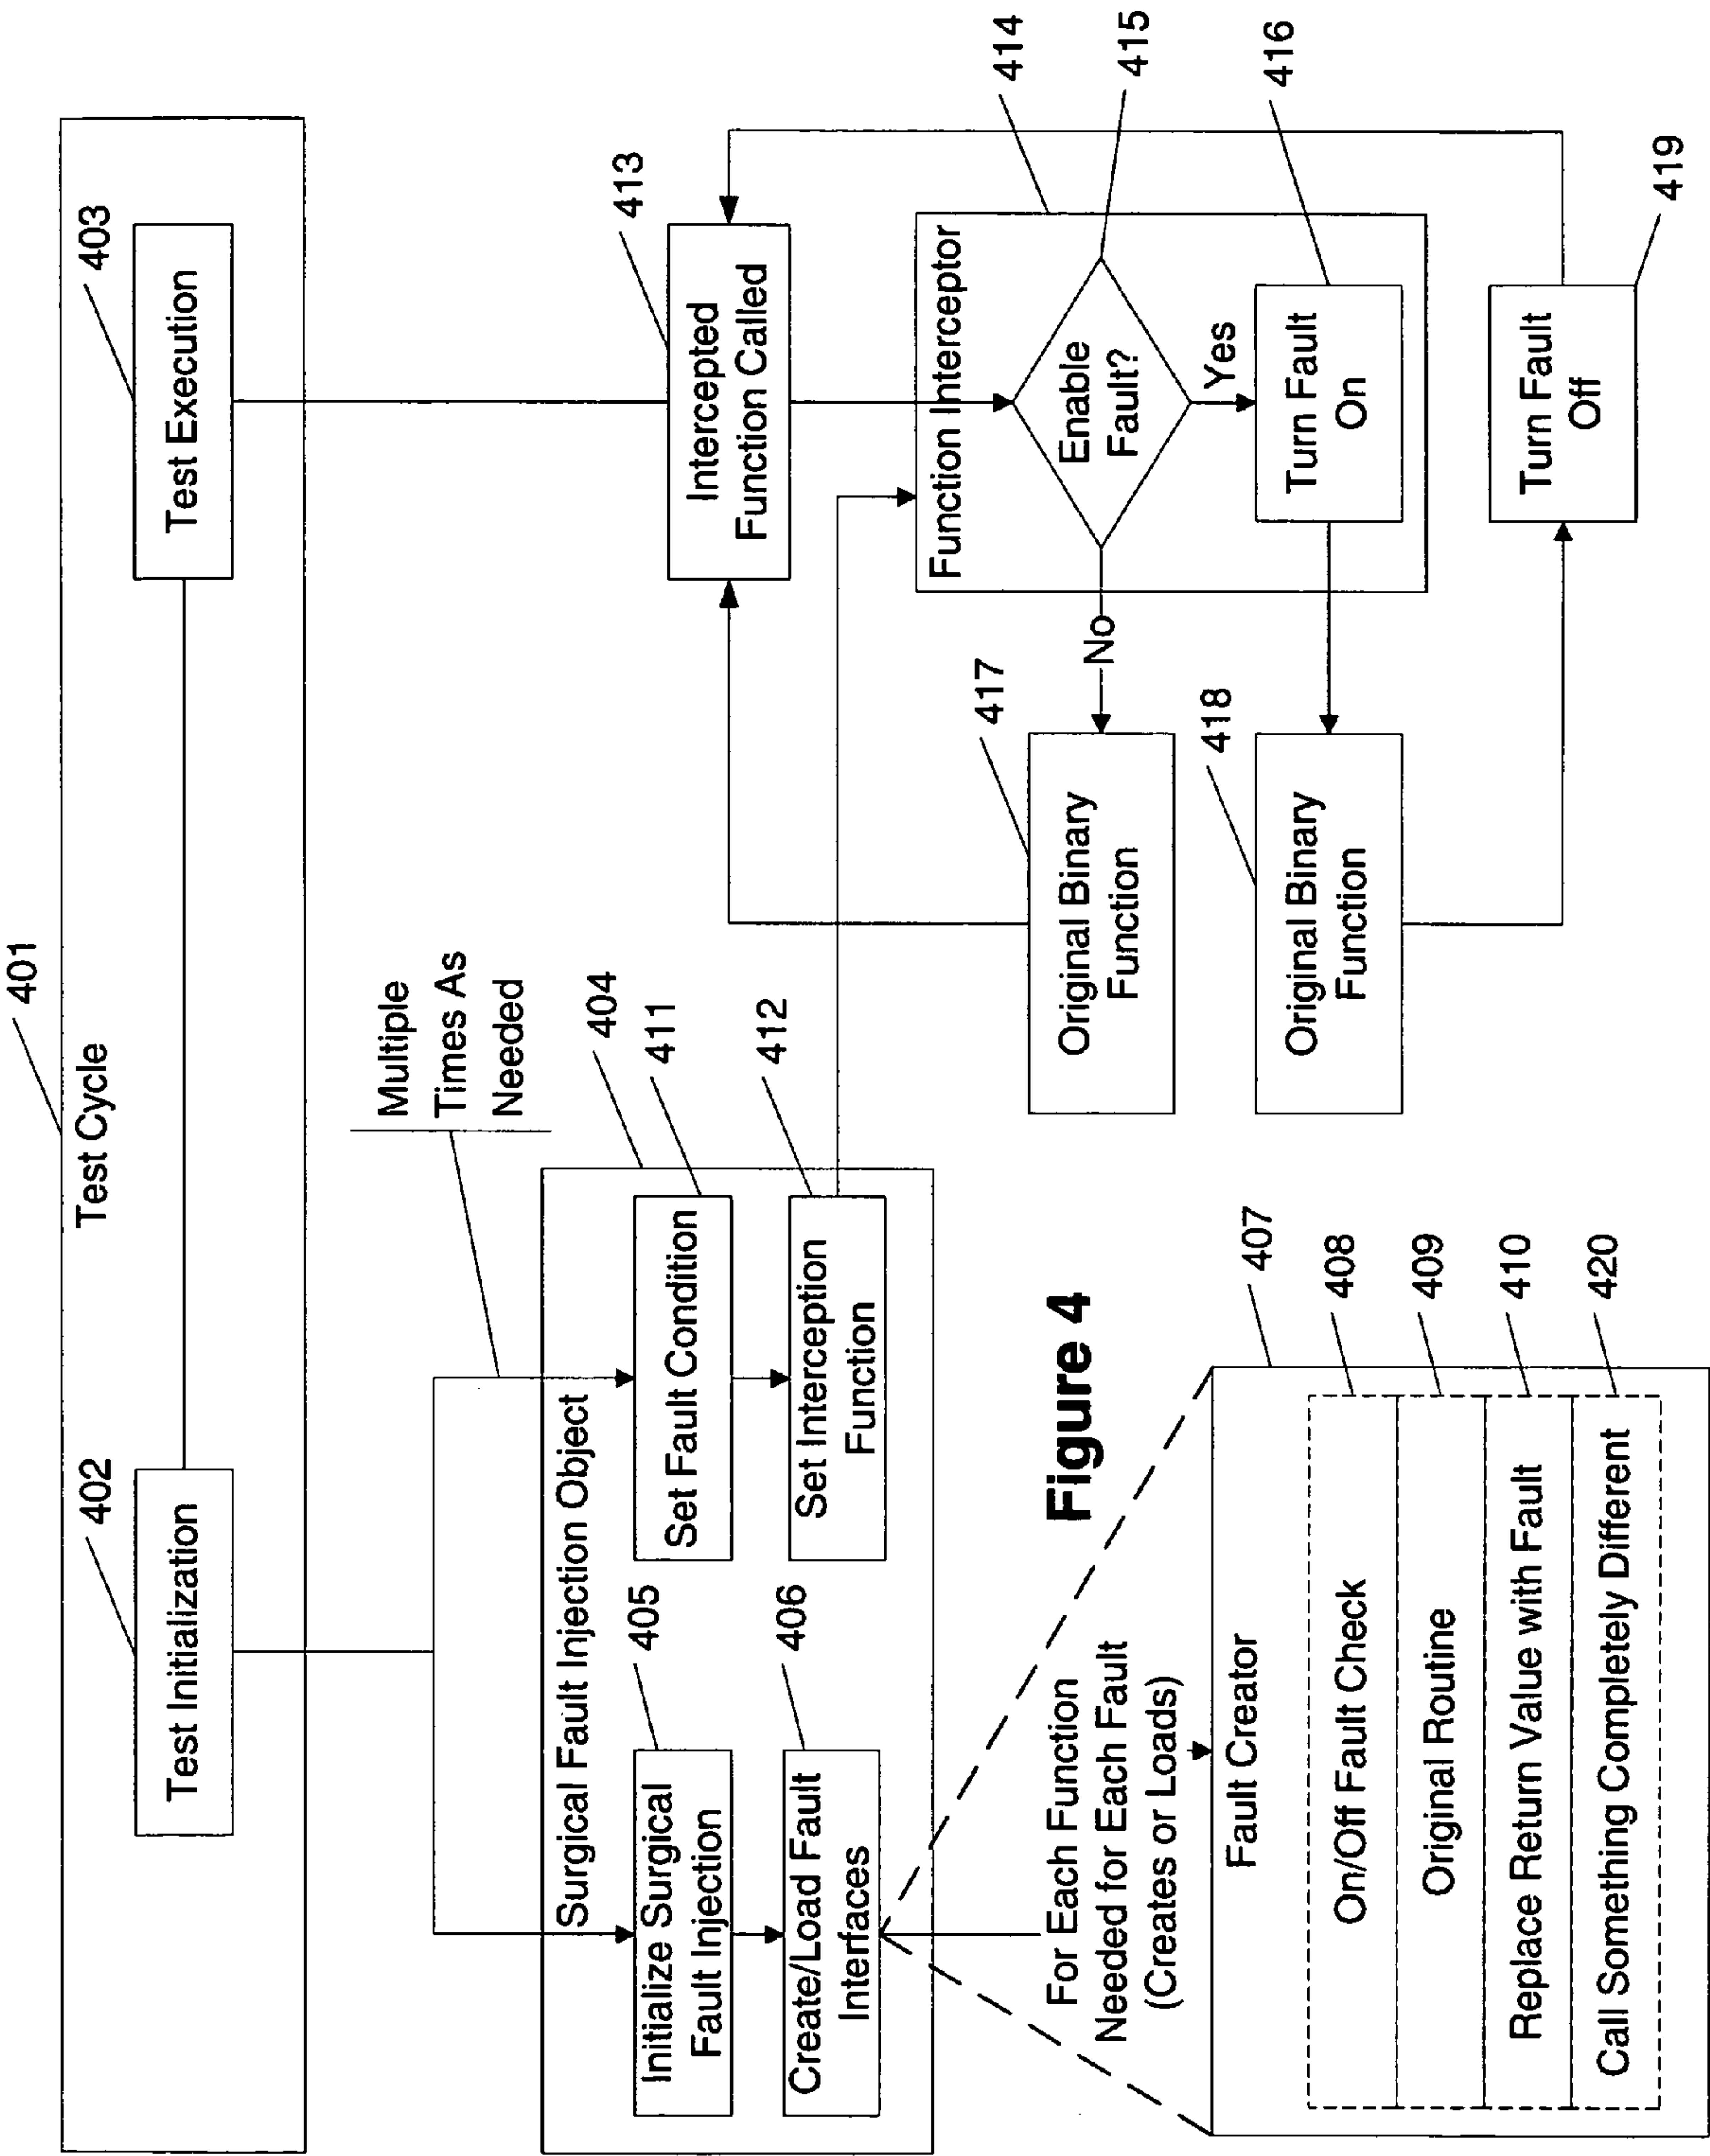 401
Test Cycle
402
Test Initialization
403
Test Execution
Multiple
Times As
Needed
404
Surgical Fault Injection Object
405
Initialize Surgical
Fault Injection
406
Create/Load Fault
Interfaces
411
Set Fault Condition
412
Set Interception
Function
413
Intercepted
Function Called
414
Function Interceptor
415
Enable
Fault?
Yes
No
416
Turn Fault
On
417
Original Binary
Function
418
Original Binary
Function
419
Turn Fault
Off
For Each Function
Needed for Each Fault
(Creates or Loads)
Figure 4
407
Fault Creator
408
On/Off Fault Check
409
Original Routine
410
Replace Return Value with Fault
420
Call Something Completely Different